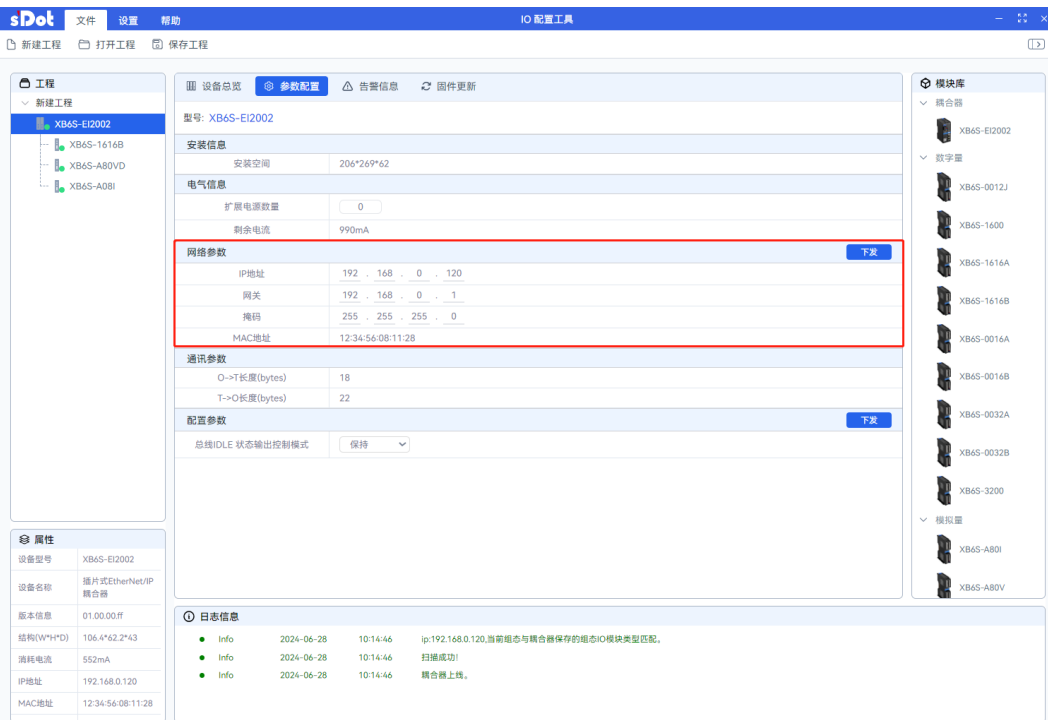 sDot 文件 设置 帮助 IO 配置工具
新建工程 打开工程 保存工程
工程
新建工程
XB6S-EI2002
XB6S-1616B
XB6S-A80VD
XB6S-A08I
设备总览 参数配置 告警信息 固件更新
型号: XB6S-EI2002
安装信息
安装空间 206*269*62
电气信息
扩展电源数量 0
剩余电流 990mA
网络参数 下发
IP地址 192 . 168 . 0 . 120
网关 192 . 168 . 0 . 1
掩码 255 . 255 . 255 . 0
MAC地址 12:34:56:08:11:28
通讯参数
O->T长度(bytes) 18
T->O长度(bytes) 22
配置参数 下发
总线IDLE 状态输出控制模式 保持
模块库
耦合器
XB6S-EI2002
数字量
XB6S-0012J
XB6S-1600
XB6S-1616A
XB6S-1616B
XB6S-0016A
XB6S-0016B
XB6S-0032A
XB6S-0032B
XB6S-3200
模拟量
XB6S-A80I
XB6S-A80V
属性
设备型号 XB6S-EI2002
设备名称 插片式EtherNet/IP
耦合器
版本信息 01.00.00.ff
结构(W*H*D) 106.4*62.2*43
消耗电流 552mA
IP地址 192.168.0.120
MAC地址 12:34:56:08:11:28
日志信息
Info 2024-06-28 10:14:46 ip:192.168.0.120,当前组态与耦合器保存的组态IO模块类型匹配。
Info 2024-06-28 10:14:46 扫描成功!
Info 2024-06-28 10:14:46 耦合器上线。